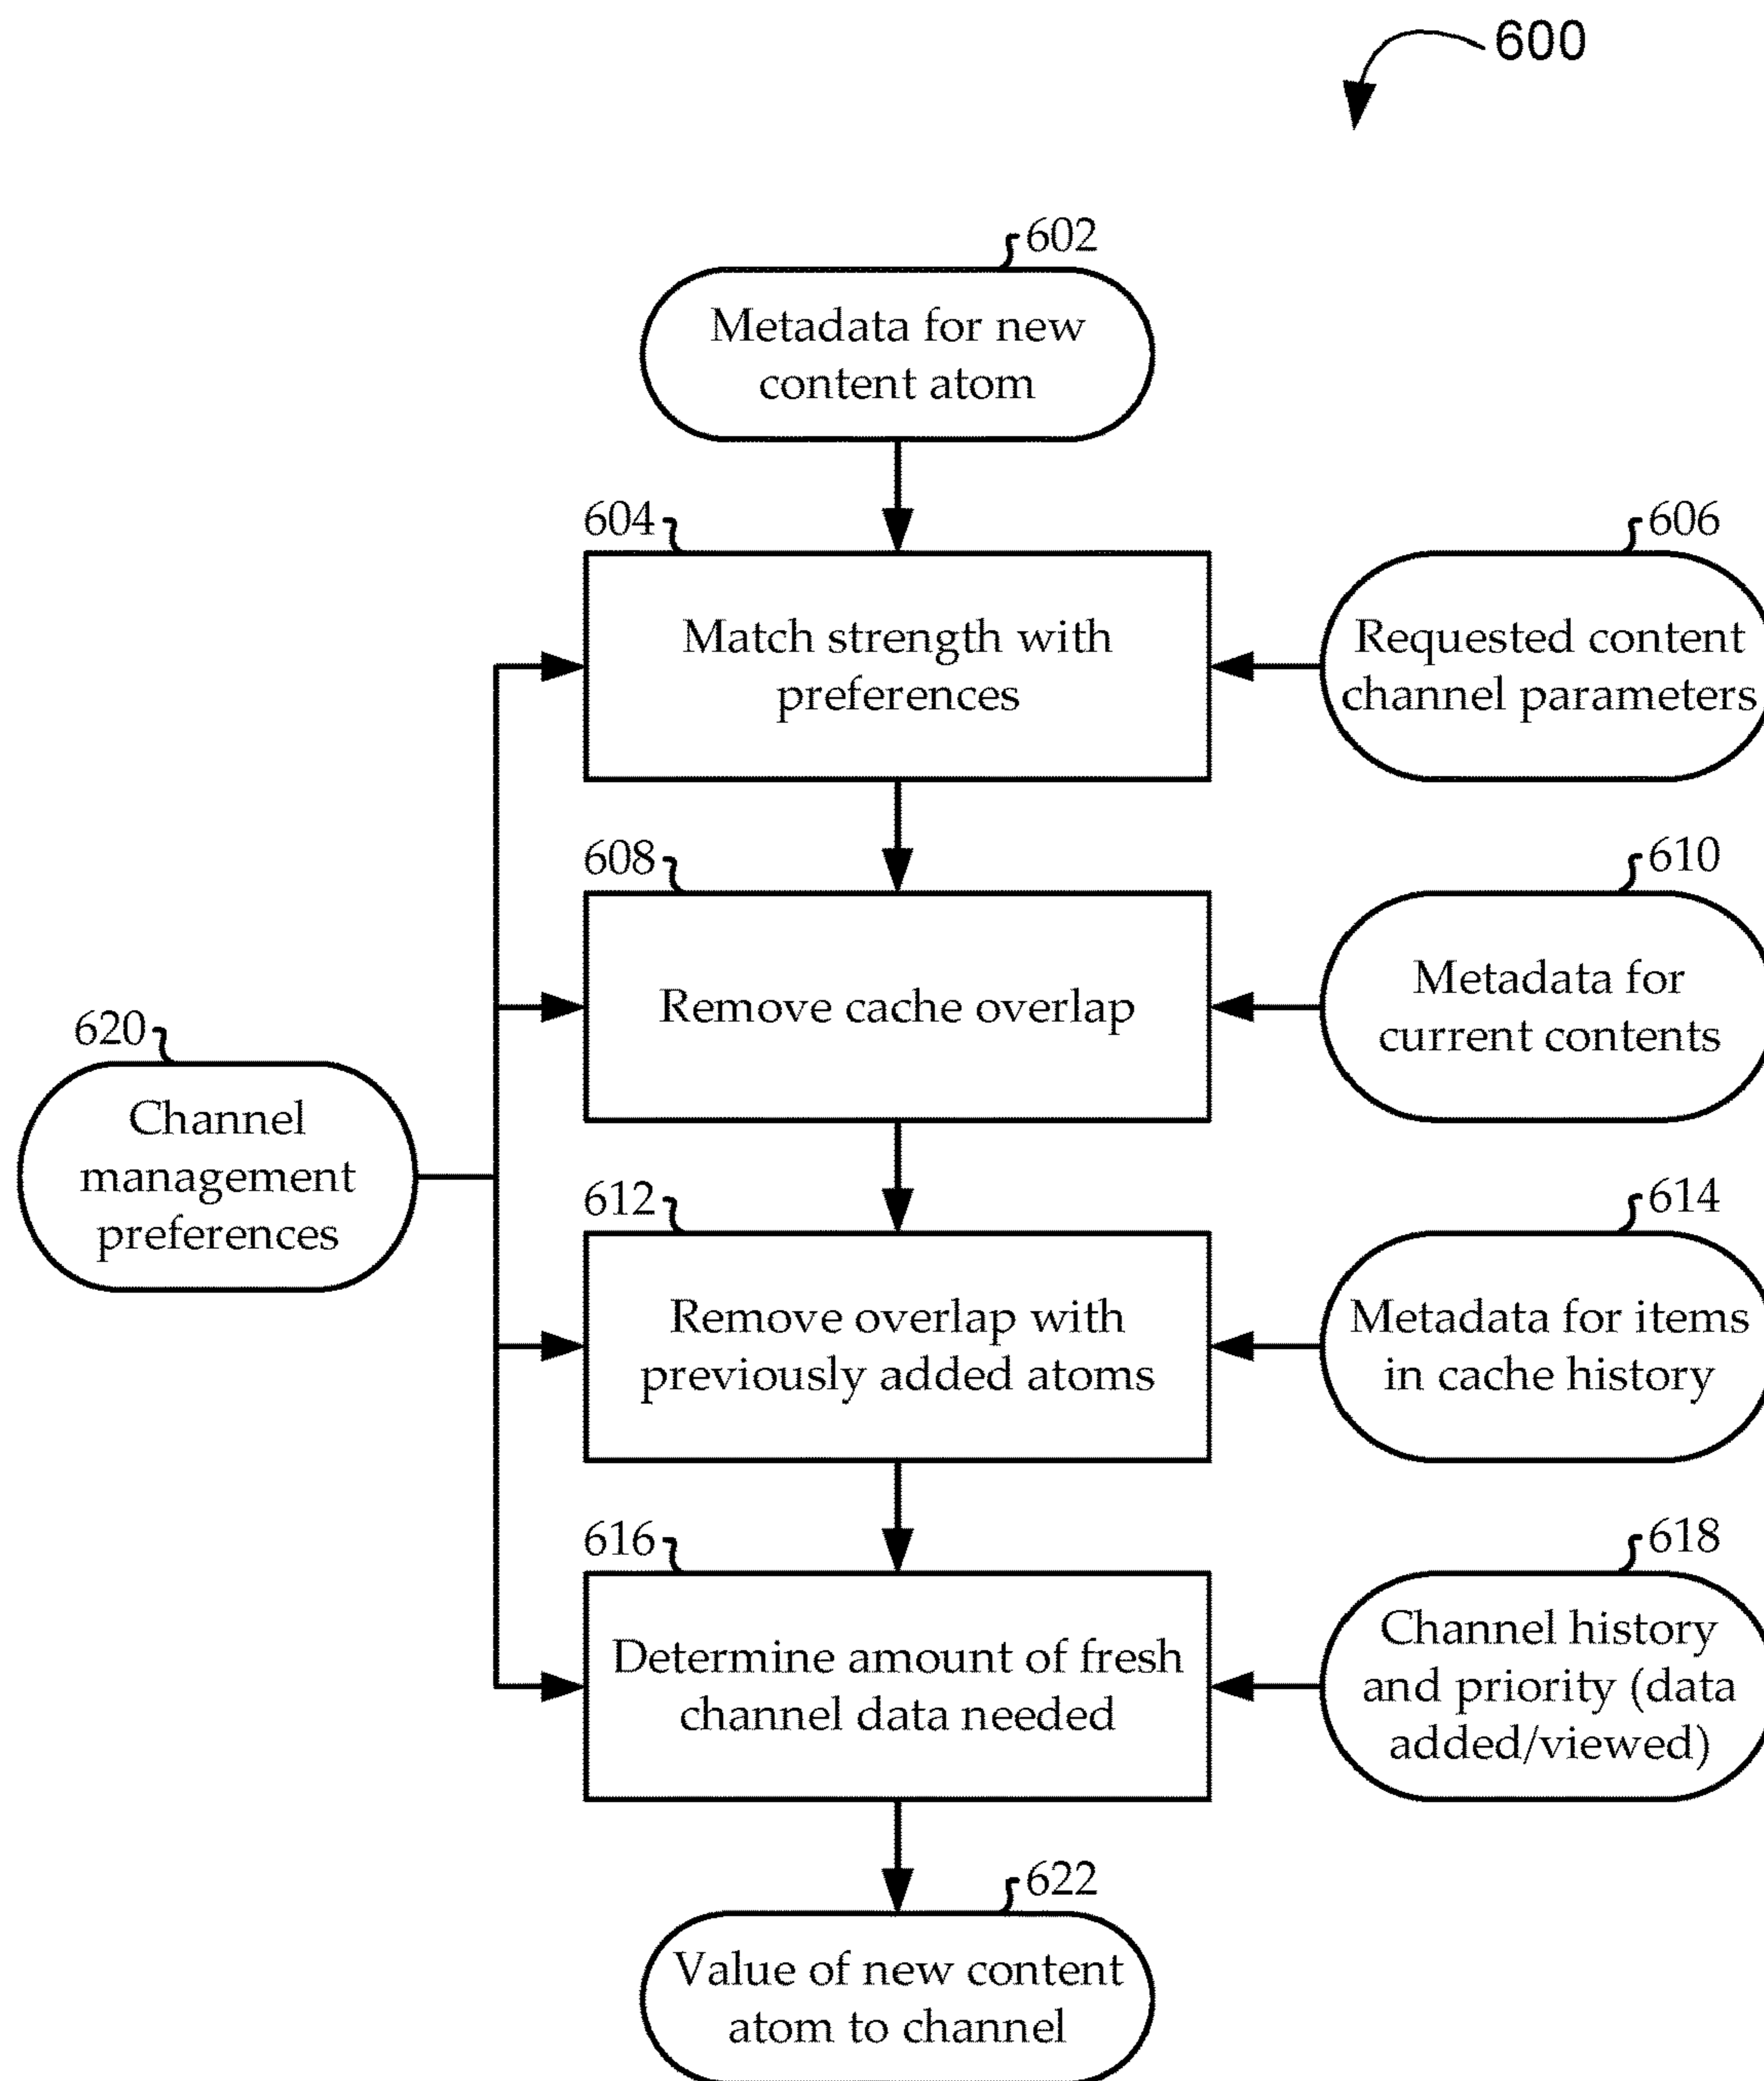 600
602
Metadata for new
content atom
604
Match strength with
preferences
606
Requested content
channel parameters
608
Remove cache overlap
610
Metadata for
current contents
620
Channel
management
preferences
612
Remove overlap with
previously added atoms
614
Metadata for items
in cache history
616
Determine amount of fresh
channel data needed
618
Channel history
and priority (data
added/viewed)
622
Value of new content
atom to channel